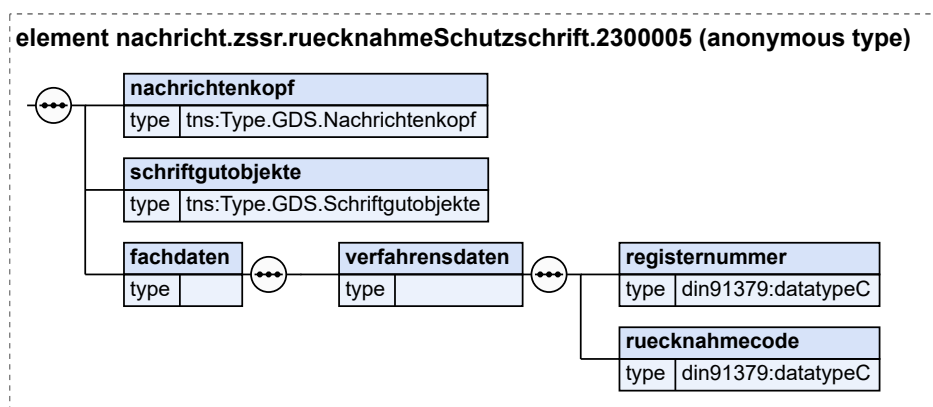 element nachricht.zssr.ruecknahmeSchutzschrift.2300005 (anonymous type)
nachrichtenkopf
type tns:Type.GDS.Nachrichtenkopf
schriftgutobjekte
type tns:Type.GDS.Schriftgutobjekte
fachdaten
type
verfahrensdaten
type
registernummer
type din91379:datatypeC
ruecknahmecode
type din91379:datatypeC